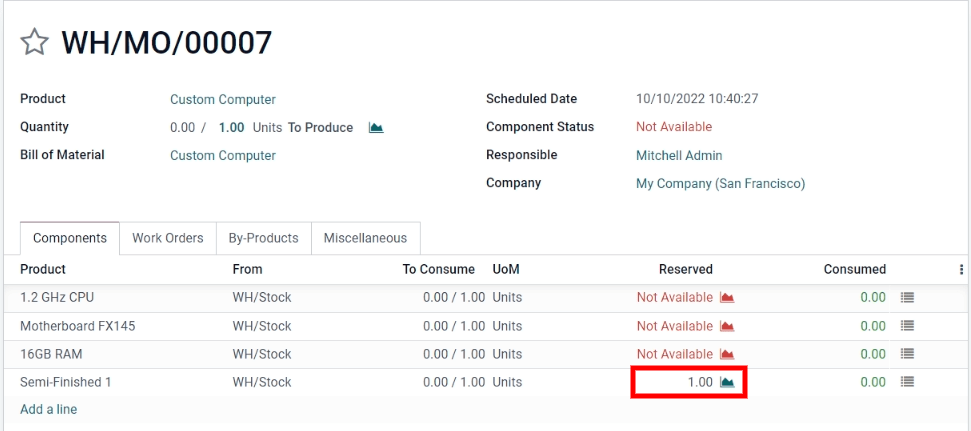 WH/MO/00007
Product Custom Computer Scheduled Date 10/10/2022 10:40:27
Quantity 0.00 / 1.00 Units To Produce Component Status Not Available
Bill of Material Custom Computer Responsible Mitchell Admin
Company My Company (San Francisco)
Components Work Orders By-Products Miscellaneous
Product From To Consume UoM Reserved Consumed
1.2 GHz CPU WH/Stock 0.00 / 1.00 Units Not Available 0.00
Motherboard FX145 WH/Stock 0.00 / 1.00 Units Not Available 0.00
16GB RAM WH/Stock 0.00 / 1.00 Units Not Available 0.00
Semi-Finished 1 WH/Stock 0.00 / 1.00 Units 1.00 0.00
Add a line